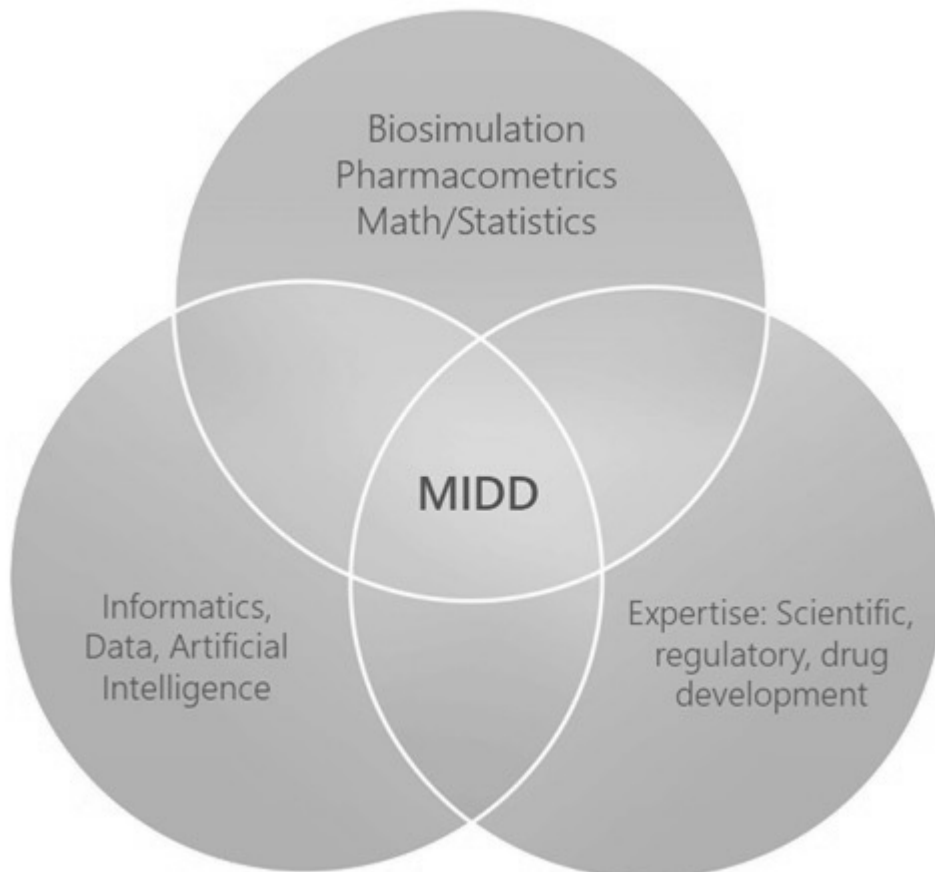 Biosimulation
Pharmacometrics
Math/Statistics
MIDD
Informatics,
Data, Artificial
Intelligence
Expertise: Scientific,
regulatory, drug
development